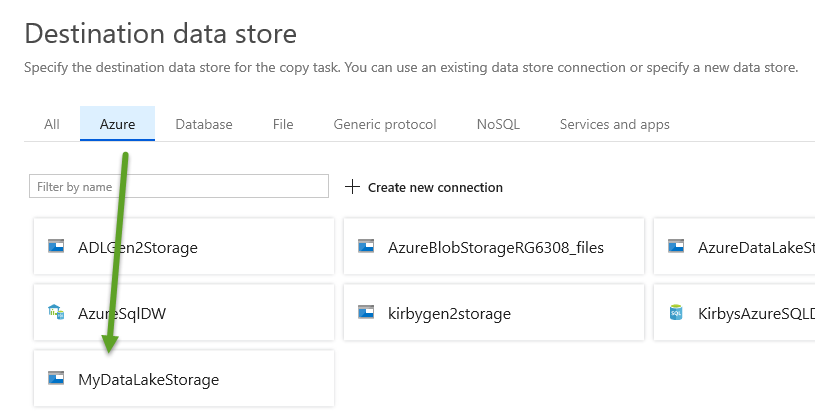 Destination data store
Specify the destination data store for the copy task. You can use an existing data store connection or specify a new data store.
All Azure Database File Generic protocol NoSQL Services and apps
Filter by name + Create new connection
ADLGen2Storage AzureBlobStorageRG6308_files AzureDataLakeSt
AzureSqlDW kirbygen2storage SQL KirbysAzureSQLD
MyDataLakeStorage